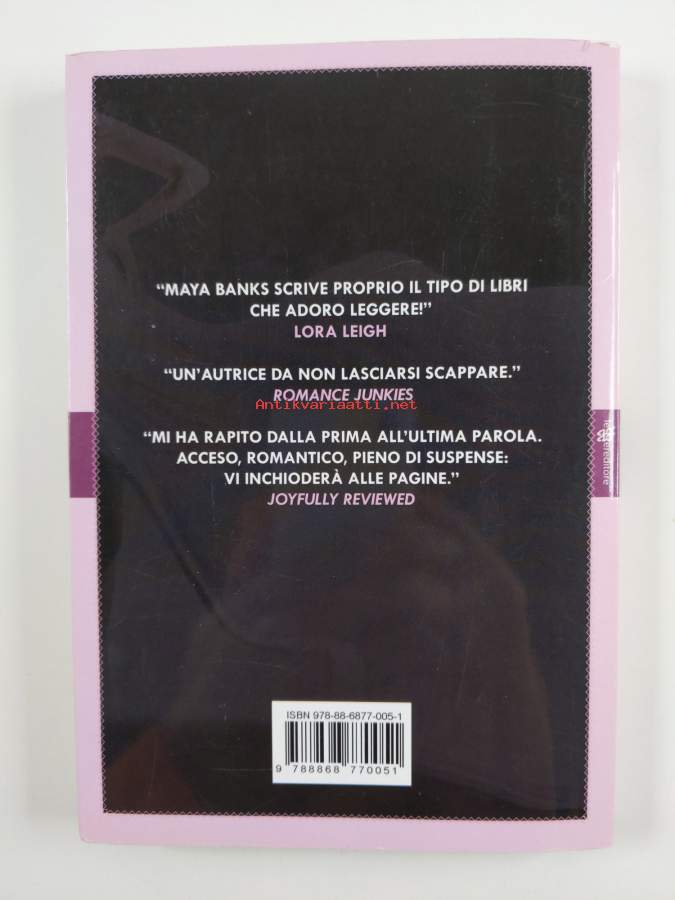 “MAYA BANKS SCRIVE PROPRIO IL TIPO DI LIBRI
CHE ADORO LEGGERE!”
LORA LEIGH
“UN’AUTRICE DA NON LASCIARSI SCAPPARE.”
ROMANCE JUNKIES
Antikvariaatti.net
“MI HA RAPITO DALLA PRIMA ALL’ULTIMA PAROLA.
ACCESO, ROMANTICO, PIENO DI SUSPENSE:
VI INCHIODERÀ ALLE PAGINE.”
JOYFULLY REVIEWED
ISBN 978-88-6877-005-1
9 788868 770051